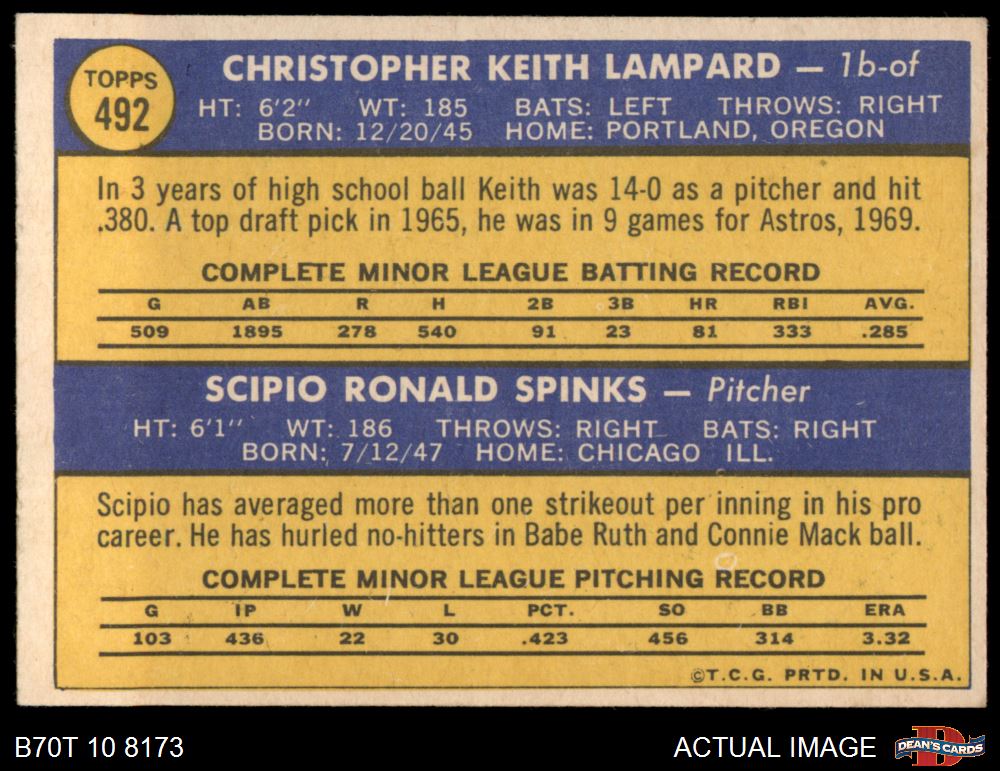 TOPPS
492
CHRISTOPHER KEITH LAMPARD — 1b-of
HT: 6'2" WT: 185 BATS: LEFT THROWS: RIGHT
BORN: 12/20/45 HOME: PORTLAND, OREGON
In 3 years of high school ball Keith was 14-0 as a pitcher and hit
.380. A top draft pick in 1965, he was in 9 games for Astros, 1969.
COMPLETE MINOR LEAGUE BATTING RECORD
G AB R H 2B 3B HR RBI AVG.
509 1895 278 540 91 23 81 333 .285
SCIPIO RONALD SPINKS — Pitcher
HT: 6'1" WT: 186 THROWS: RIGHT BATS: RIGHT
BORN: 7/12/47 HOME: CHICAGO ILL.
Scipio has averaged more than one strikeout per inning in his pro
career. He has hurled no-hitters in Babe Ruth and Connie Mack ball.
COMPLETE MINOR LEAGUE PITCHING RECORD
G IP W L PCT. SO BB ERA
103 436 22 30 .423 456 314 3.32
©T.C.G. PRTD. IN U.S.A.
B70T 10 8173 ACTUAL IMAGE DEAN'S CARDS